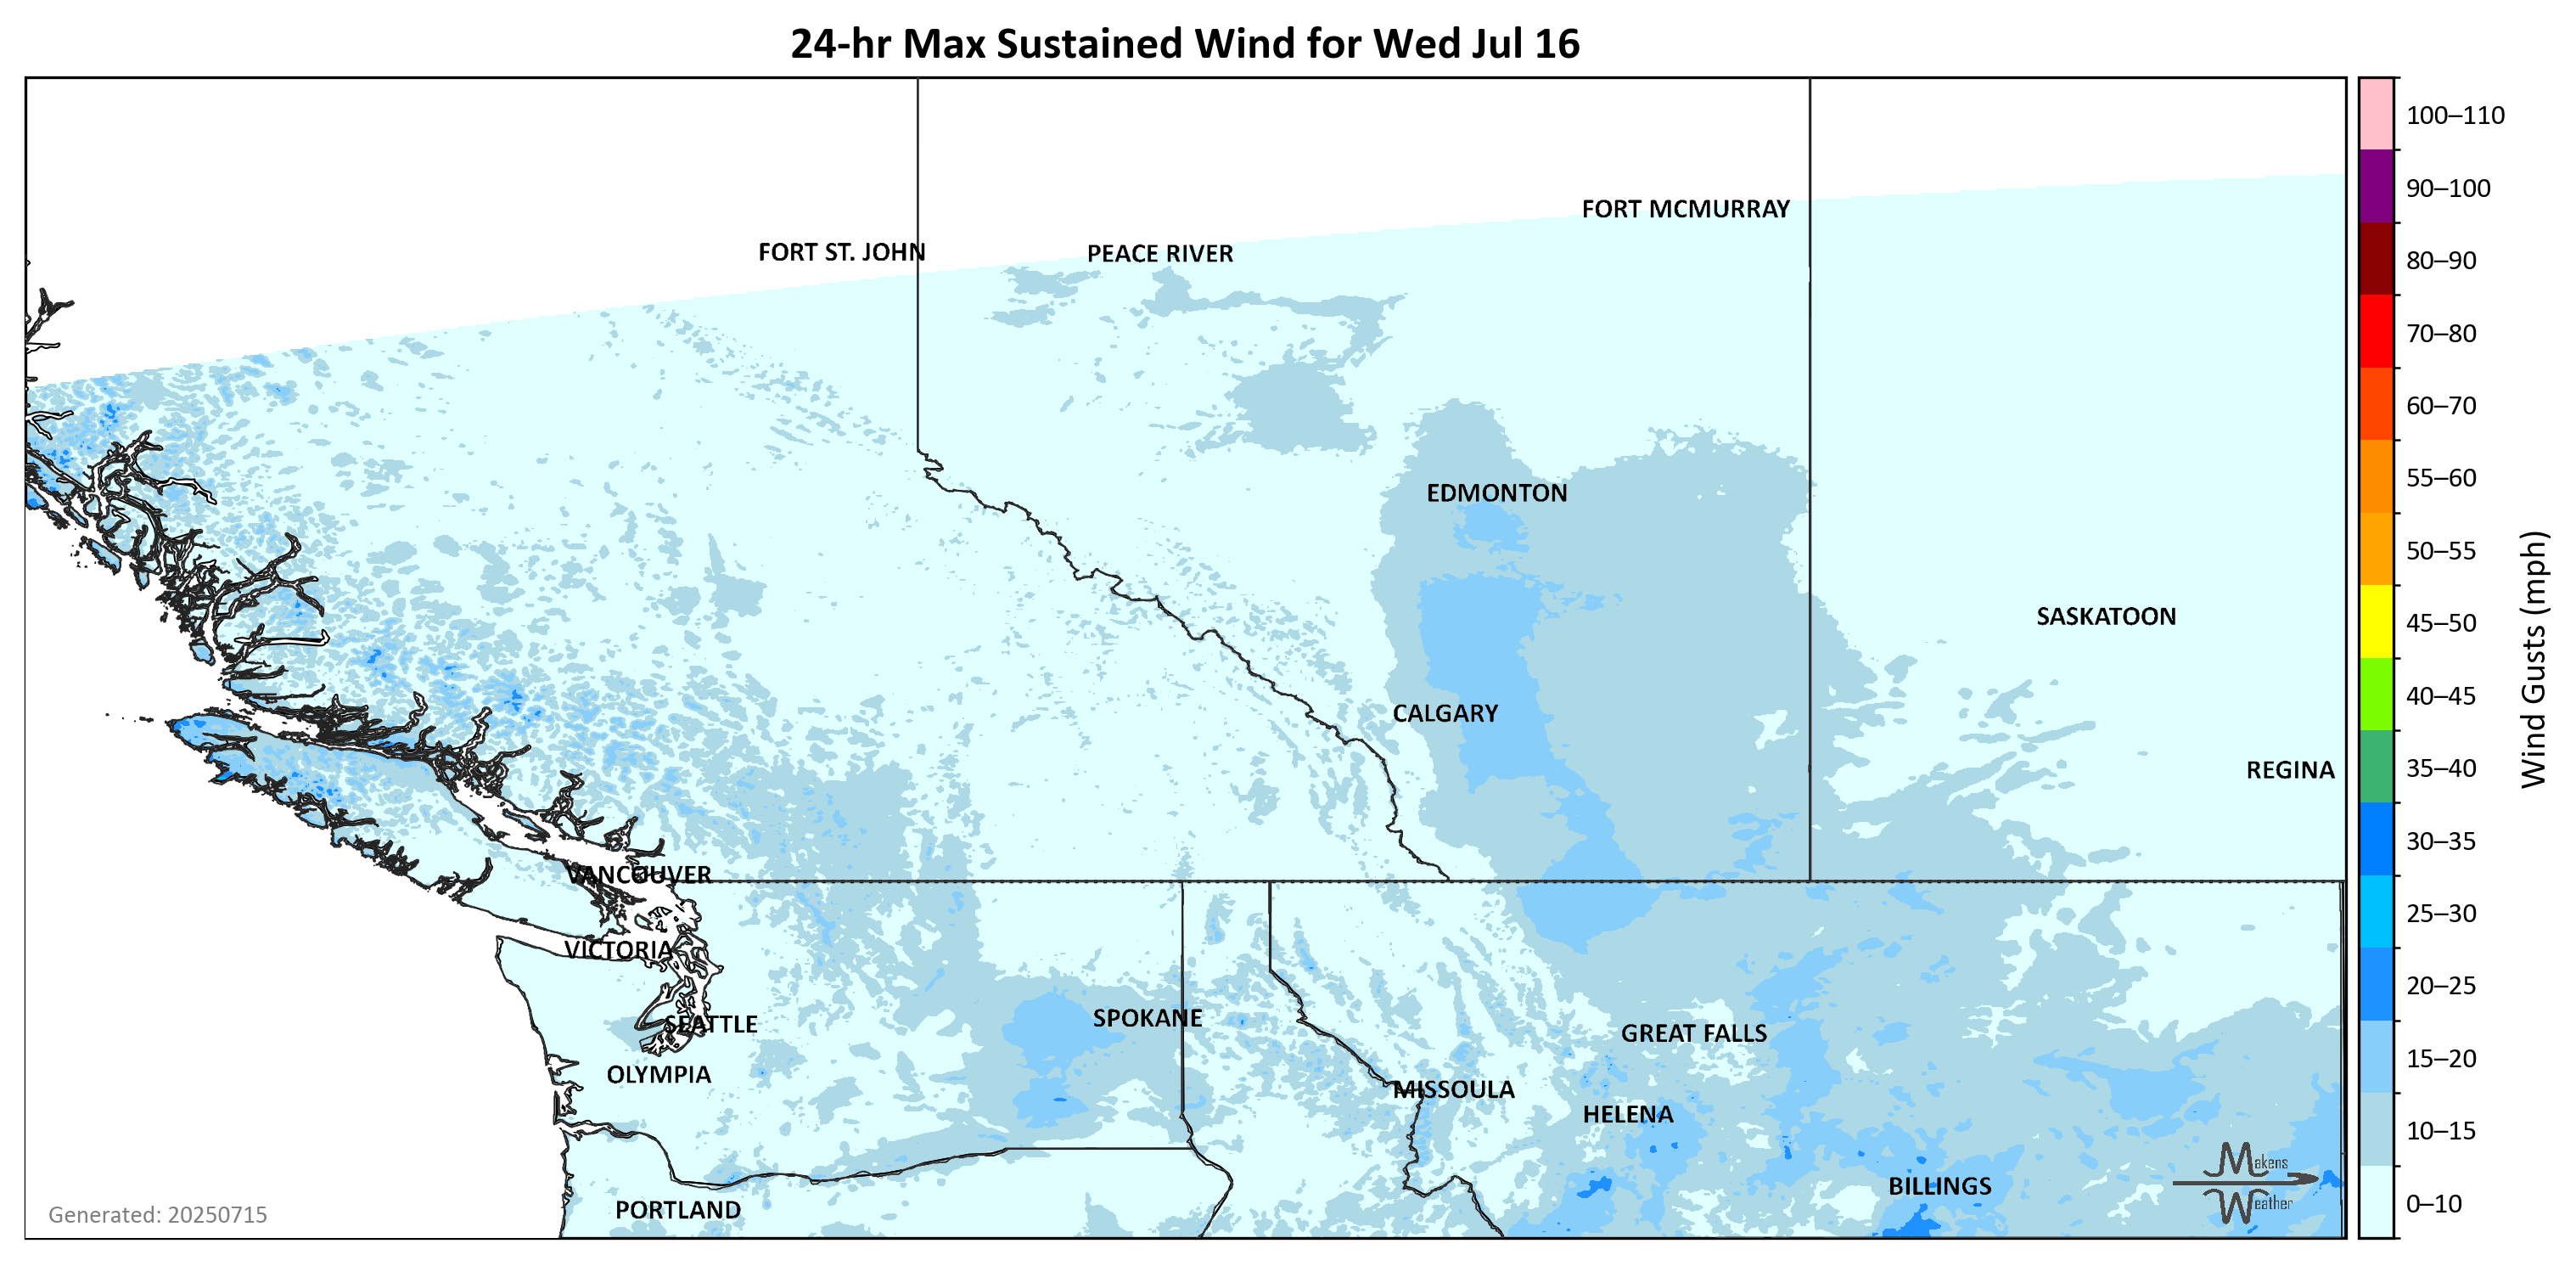 24-hr Max Sustained Wind for Wed Jul 16
100–110
90–100
80–90
70–80
60–70
55–60
50–55
45–50
40–45
35–40
30–35
25–30
20–25
15–20
10–15
0–10
Wind Gusts (mph)
FORT MCMURRAY
FORT ST. JOHN
PEACE RIVER
EDMONTON
SASKATOON
CALGARY
REGINA
VANCOUVER
VICTORIA
SEATTLE
SPOKANE
GREAT FALLS
OLYMPIA
MISSOULA
HELENA
BILLINGS
PORTLAND
Makens
Weather
Generated: 20250715